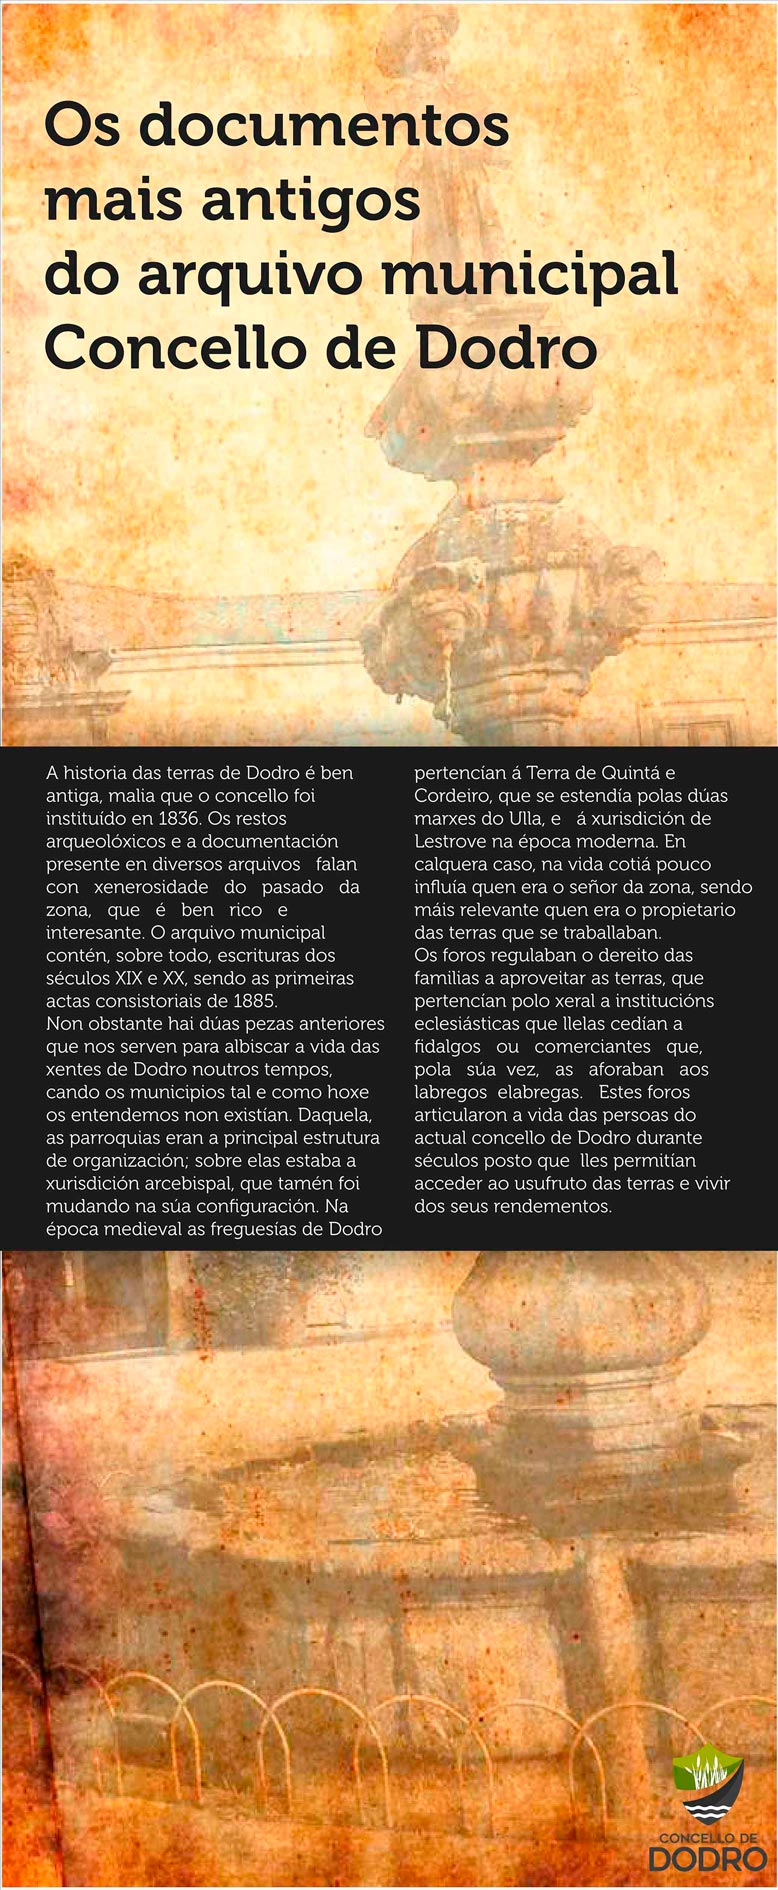 Os documentos
mais antigos
do arquivo municipal
Concello de Dodro
A historia das terras de Dodro é ben
antiga, malia que o concello foi
instituído en 1836. Os restos
arqueolóxicos e a documentación
presente en diversos arquivos falan
con xenerosidade do pasado da
zona, que é ben rico e
interesante. O arquivo municipal
contén, sobre todo, escrituras dos
séculos XIX e XX, sendo as primeiras
actas consistoriais de 1885.
Non obstante hai dúas pezas anteriores
que nos serven para albiscar a vida das
xentes de Dodro noutros tempos,
cando os municipios tal e como hoxe
os entendemos non existían. Daquela,
as parroquias eran a principal estrutura
de organización; sobre elas estaba a
xurisdición arcebispal, que tamén foi
mudando na súa configuración. Na
época medieval as freguesías de Dodro
pertencían á Terra de Quintá e
Cordeiro, que se estendía polas dúas
marxes do Ulla, e á xurisdición de
Lestrove na época moderna. En
calquera caso, na vida cotiá pouco
influía quen era o señor da zona, sendo
máis relevante quen era o propietario
das terras que se traballaban.
Os foros regulaban o dereito das
familias a aproveitar as terras, que
pertencían polo xeral a institucións
eclesiásticas que llelas cedían a
fidalgos ou comerciantes que,
pola súa vez, as aforaban aos
labregos elabregas. Estes foros
articularon a vida das persoas do
actual concello de Dodro durante
séculos posto que lles permitían
acceder ao usufruto das terras e vivir
dos seus rendementos.
CONCELLO DE
DODRO